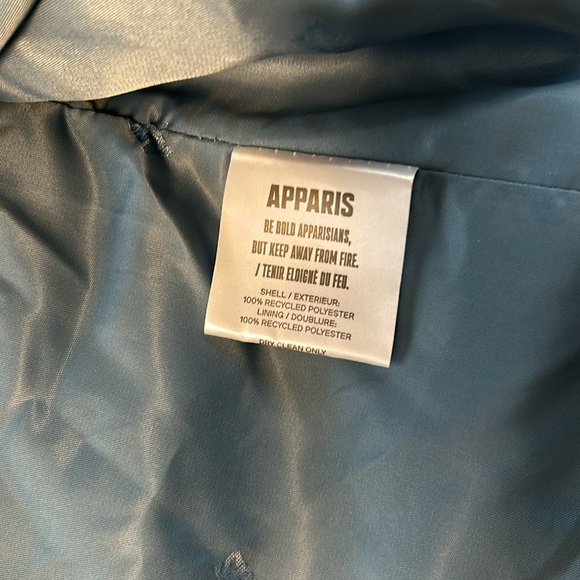 APPARIS
BE BOLD APPARISIANS,
BUT KEEP AWAY FROM FIRE.
/ TENIR ELOIGNÉ DU FEU.
SHELL / EXTERIEUR:
100% RECYCLED POLYESTER
LINING / DOUBLURE:
100% RECYCLED POLYESTER
DRY CLEAN ONLY